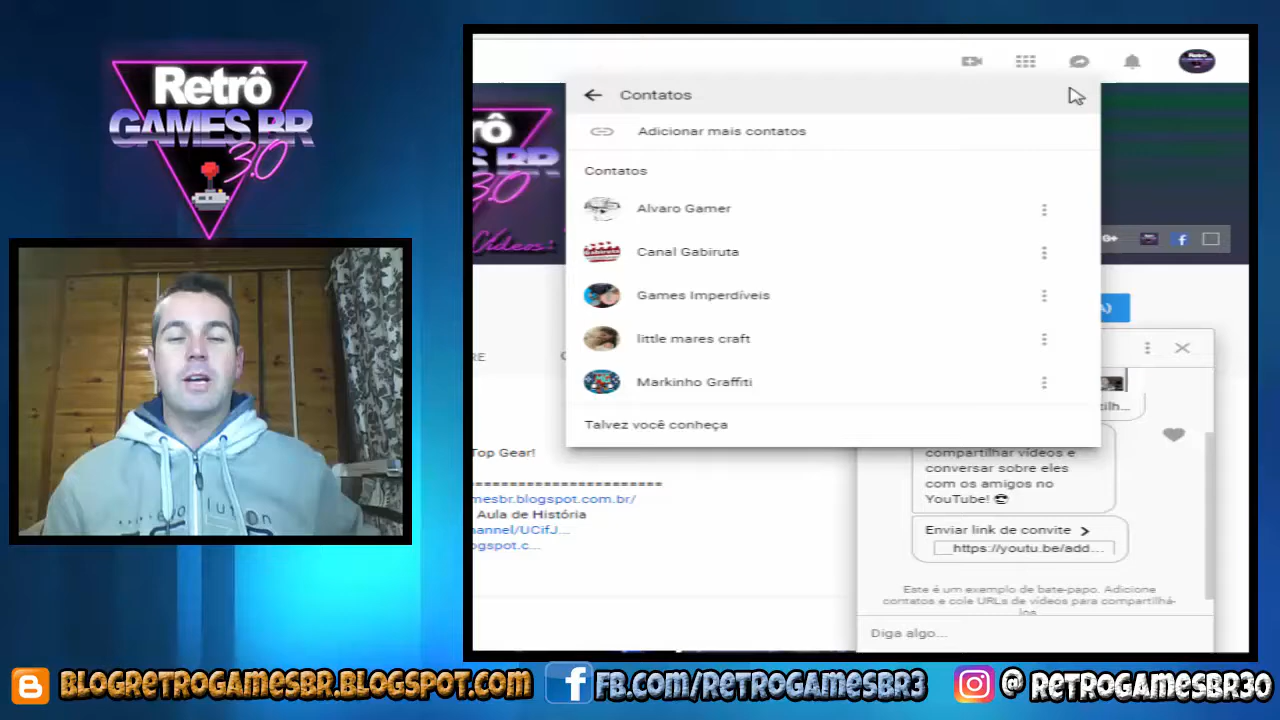 Retrô
GAMES BR
3.0
Contatos
Adicionar mais contatos
Contatos
Alvaro Gamer
Canal Gabiruta
Games Imperdíveis
little mares craft
Markinho Graffiti
Talvez você conheça
Top Gear!
======================
mesbr.blogspot.com.br/
Aula de História
annel/UCifJ...
ogspot.c...
compartilhar vídeos e
conversar sobre eles
com os amigos no
YouTube! 😎
Enviar link de convite
https://youtu.be/add...
Este é um exemplo de bate-papo. Adicione
contatos e cole URLs de vídeos para compartilhá-
los.
Diga algo...
BLOGRETROGAMESBR.BLOGSPOT.COM
FB.COM/RETROGAMESBR3
@RETROGAMESBR30